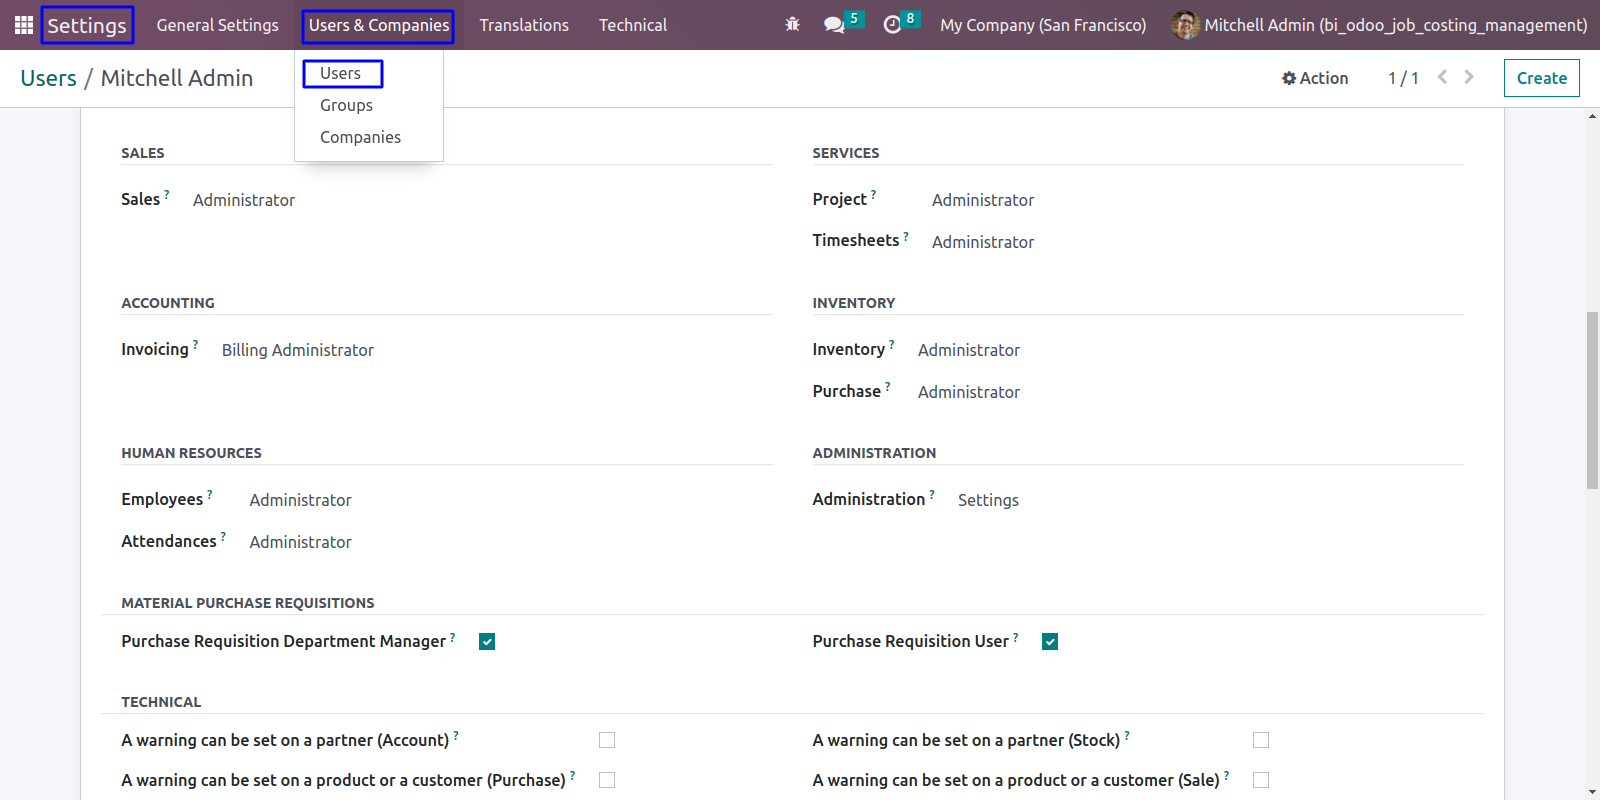 Settings General Settings Users & Companies Translations Technical 5 8 My Company (San Francisco) Mitchell Admin (bi_odoo_job_costing_management)
Users / Mitchell Admin Action 1 / 1 Create
Users
Groups
Companies
SALES SERVICES
Sales ? Administrator Project ? Administrator
Timesheets ? Administrator
ACCOUNTING INVENTORY
Invoicing ? Billing Administrator Inventory ? Administrator
Purchase ? Administrator
HUMAN RESOURCES ADMINISTRATION
Employees ? Administrator Administration ? Settings
Attendances ? Administrator
MATERIAL PURCHASE REQUISITIONS
Purchase Requisition Department Manager ? Purchase Requisition User ?
TECHNICAL
A warning can be set on a partner (Account) ? A warning can be set on a partner (Stock) ?
A warning can be set on a product or a customer (Purchase) ? A warning can be set on a product or a customer (Sale) ?